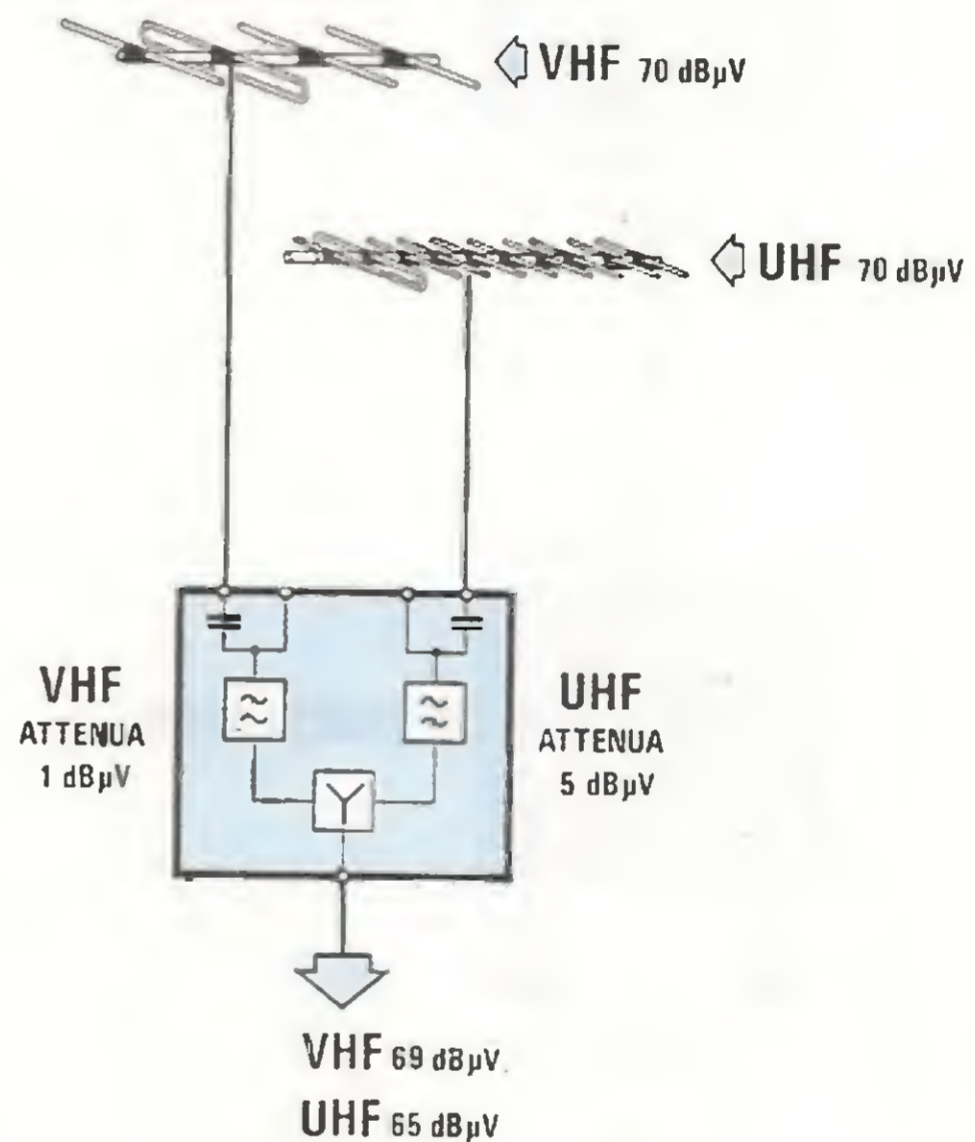 VHF 70 dBµV
UHF 70 dBµV
VHF
ATTENUA
1 dBµV
UHF
ATTENUA
5 dBµV
VHF 69 dBµV
UHF 65 dBµV